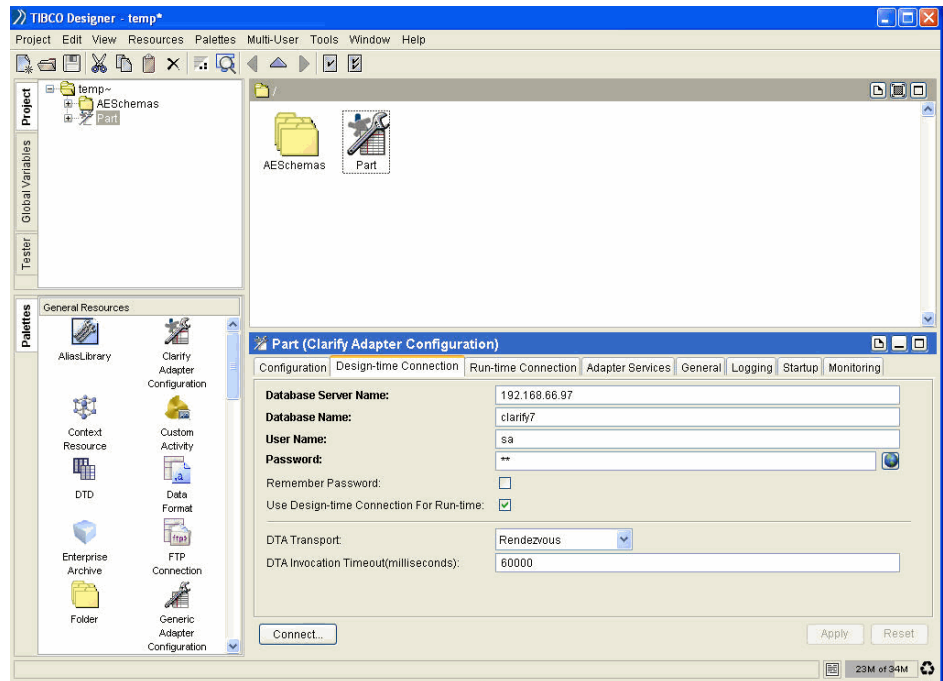 TIBCO Designer - temp*
Project Edit View Resources Palettes Multi-User Tools Window Help
Project
Global Variables
Tester
temp~
AESchemas
Part
/
AESchemas
Part
Palettes
General Resources
AliasLibrary
Clarify
Adapter
Configuration
Context
Resource
Custom
Activity
DTD
Data
Format
Enterprise
Archive
FTP
Connection
Folder
Generic
Adapter
Configuration
Part (Clarify Adapter Configuration)
Configuration Design-time Connection Run-time Connection Adapter Services General Logging Startup Monitoring
Database Server Name: 192.168.66.97
Database Name: clarify7
User Name: sa
Password: **
Remember Password:
Use Design-time Connection For Run-time:
DTA Transport: Rendezvous
DTA Invocation Timeout(milliseconds): 60000
Connect... Apply Reset
23M of 34M